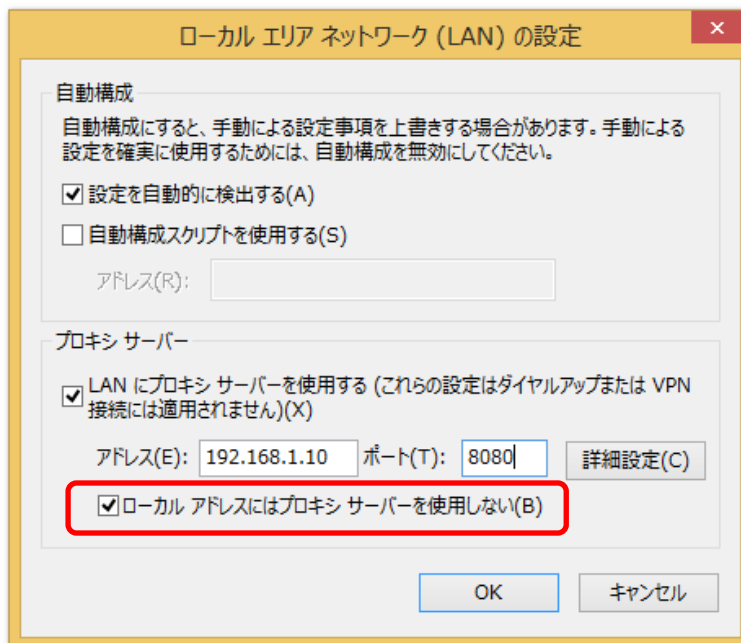 ローカル エリア ネットワーク (LAN) の設定
自動構成
自動構成にすると、手動による設定事項を上書きする場合があります。手動による
設定を確実に使用するためには、自動構成を無効にしてください。
設定を自動的に検出する(A)
自動構成スクリプトを使用する(S)
アドレス(R):
プロキシ サーバー
LAN にプロキシ サーバーを使用する (これらの設定はダイヤルアップまたは VPN
接続には適用されません)(X)
アドレス(E): 192.168.1.10 ポート(T): 8080 詳細設定(C)
ローカル アドレスにはプロキシ サーバーを使用しない(B)
OK キャンセル